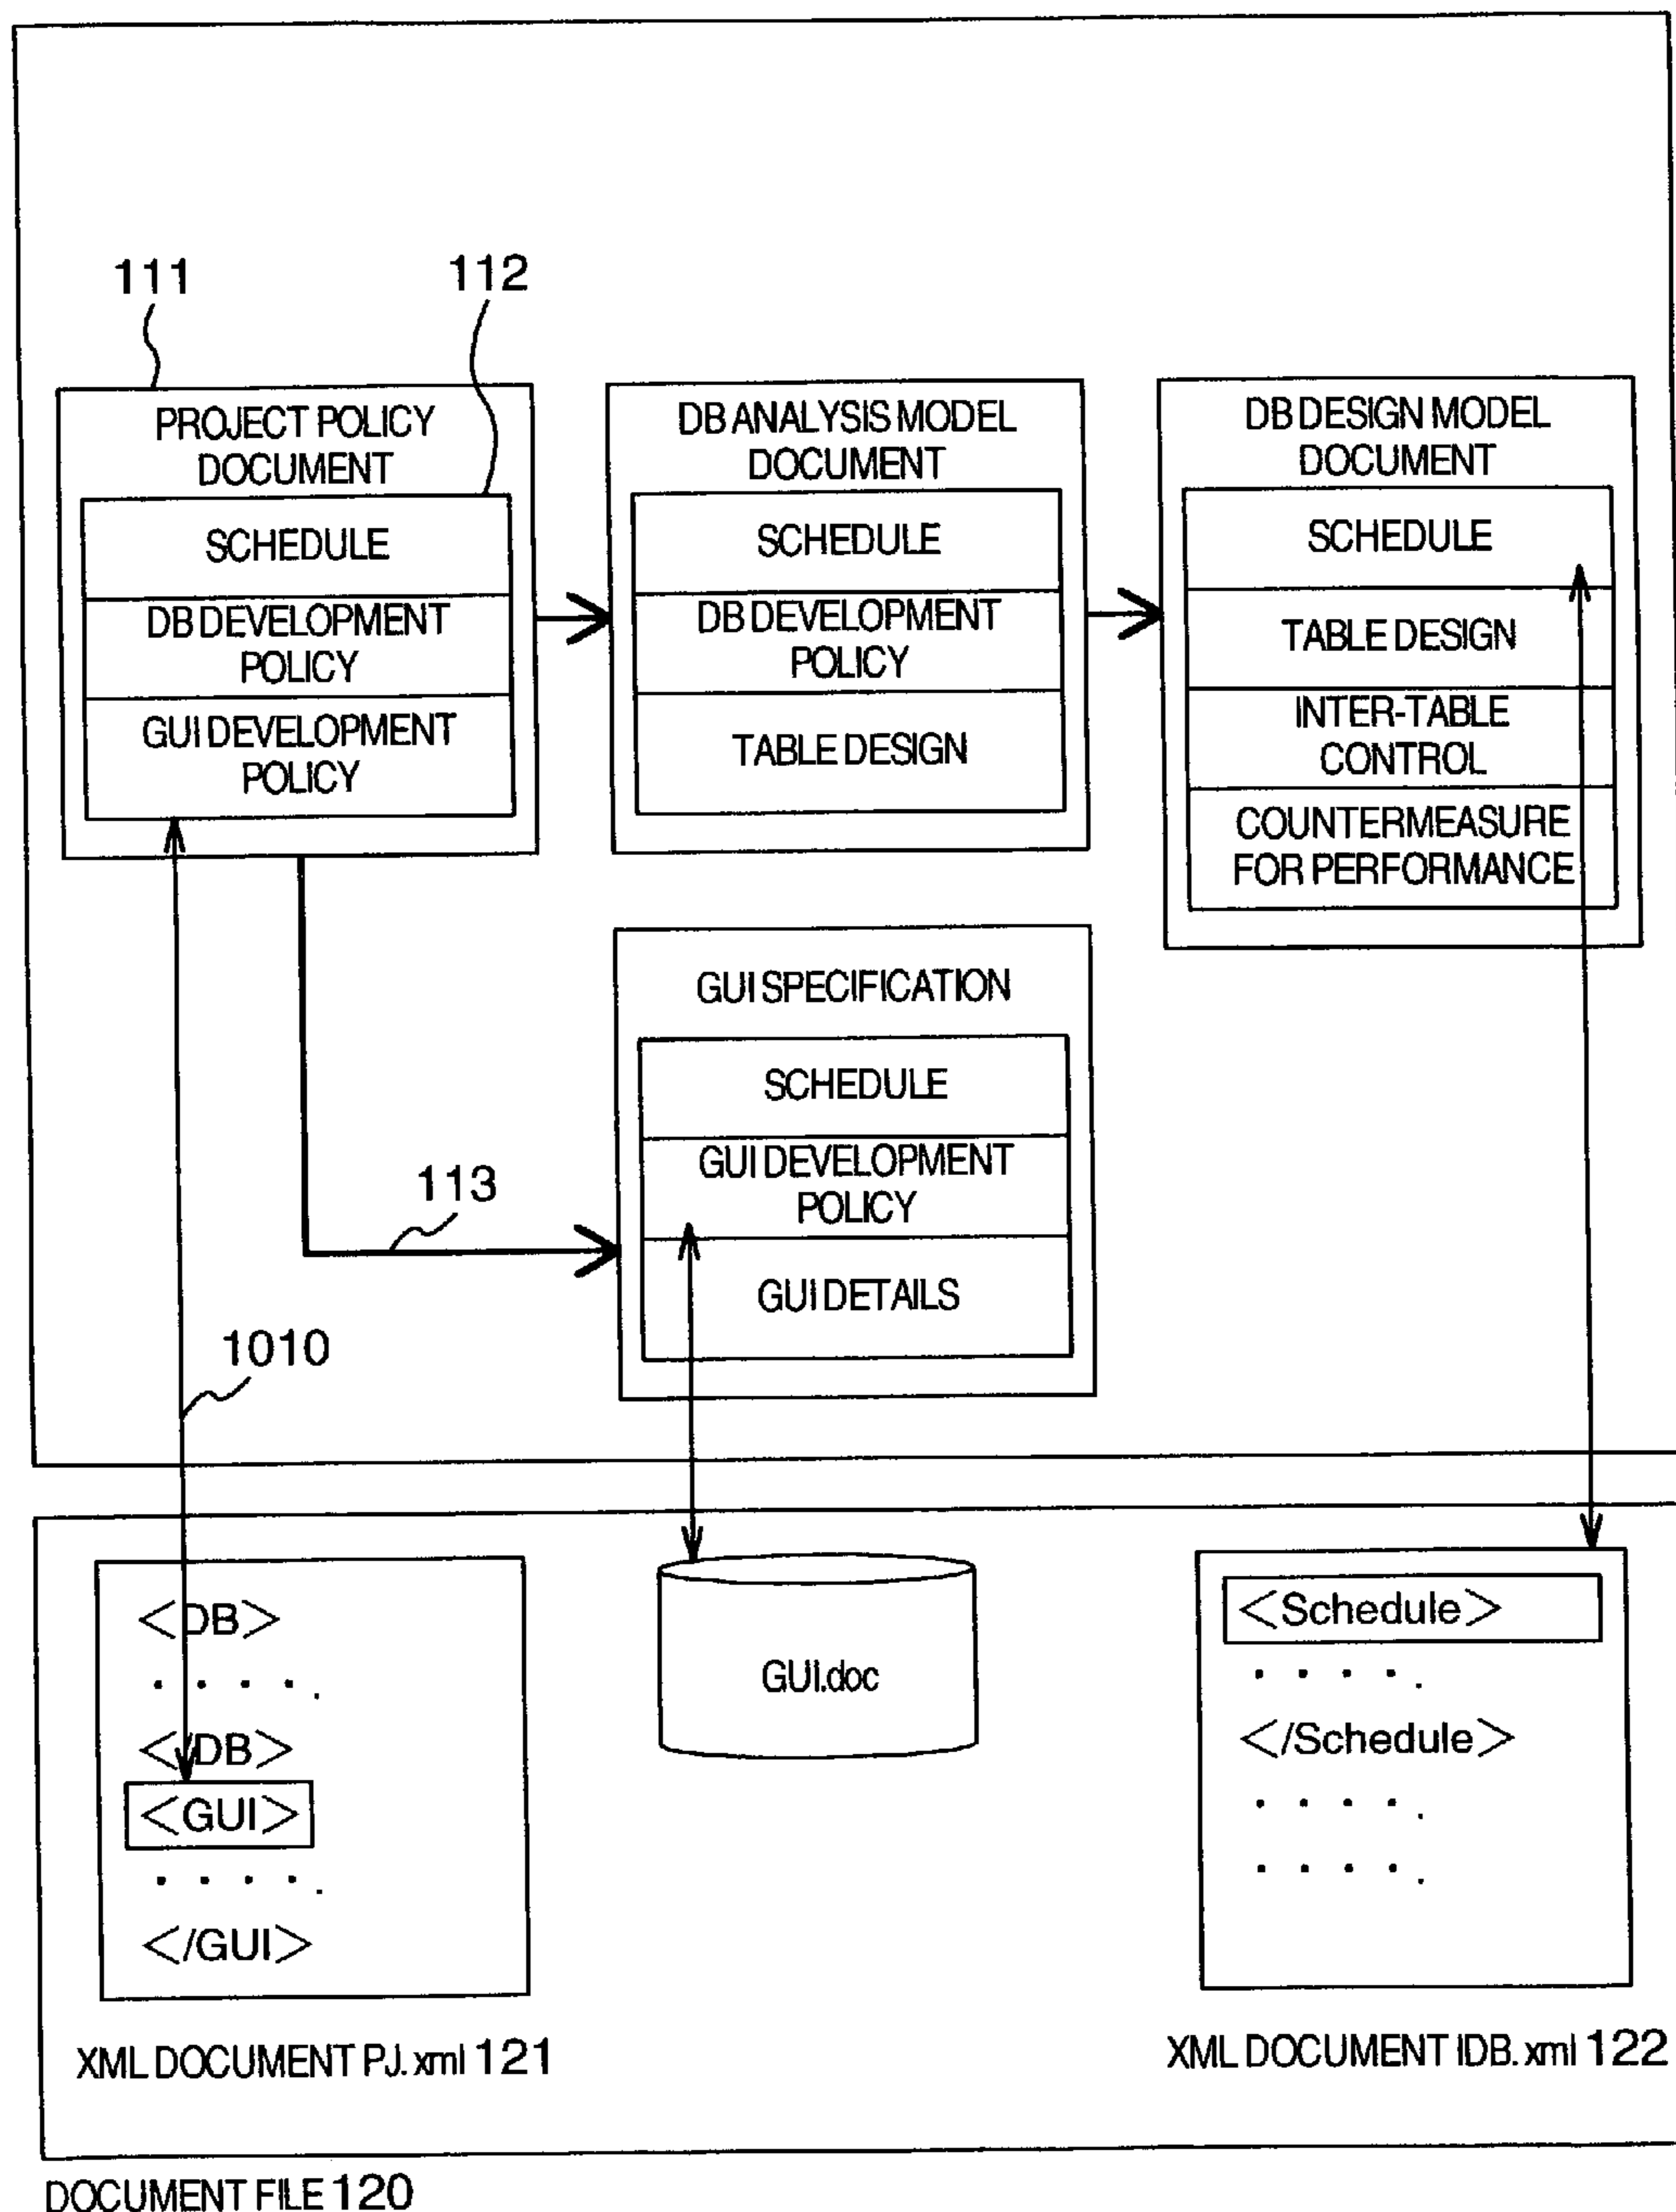 111
112
PROJECT POLICY
DOCUMENT
SCHEDULE
DB DEVELOPMENT
POLICY
GUI DEVELOPMENT
POLICY
DB ANALYSIS MODEL
DOCUMENT
SCHEDULE
DB DEVELOPMENT
POLICY
TABLE DESIGN
DB DESIGN MODEL
DOCUMENT
SCHEDULE
TABLE DESIGN
INTER-TABLE
CONTROL
COUNTERMEASURE
FOR PERFORMANCE
GUI SPECIFICATION
SCHEDULE
GUI DEVELOPMENT
POLICY
GUI DETAILS
113
1010
<DB>
. . . . .
</DB>
<GUI>
. . . . .
</GUI>
XML DOCUMENT PJ.xml 121
GUI.doc
<Schedule>
. . . . .
</Schedule>
. . . . .
. . . . .
XML DOCUMENT IDB.xml 122
DOCUMENT FILE 120